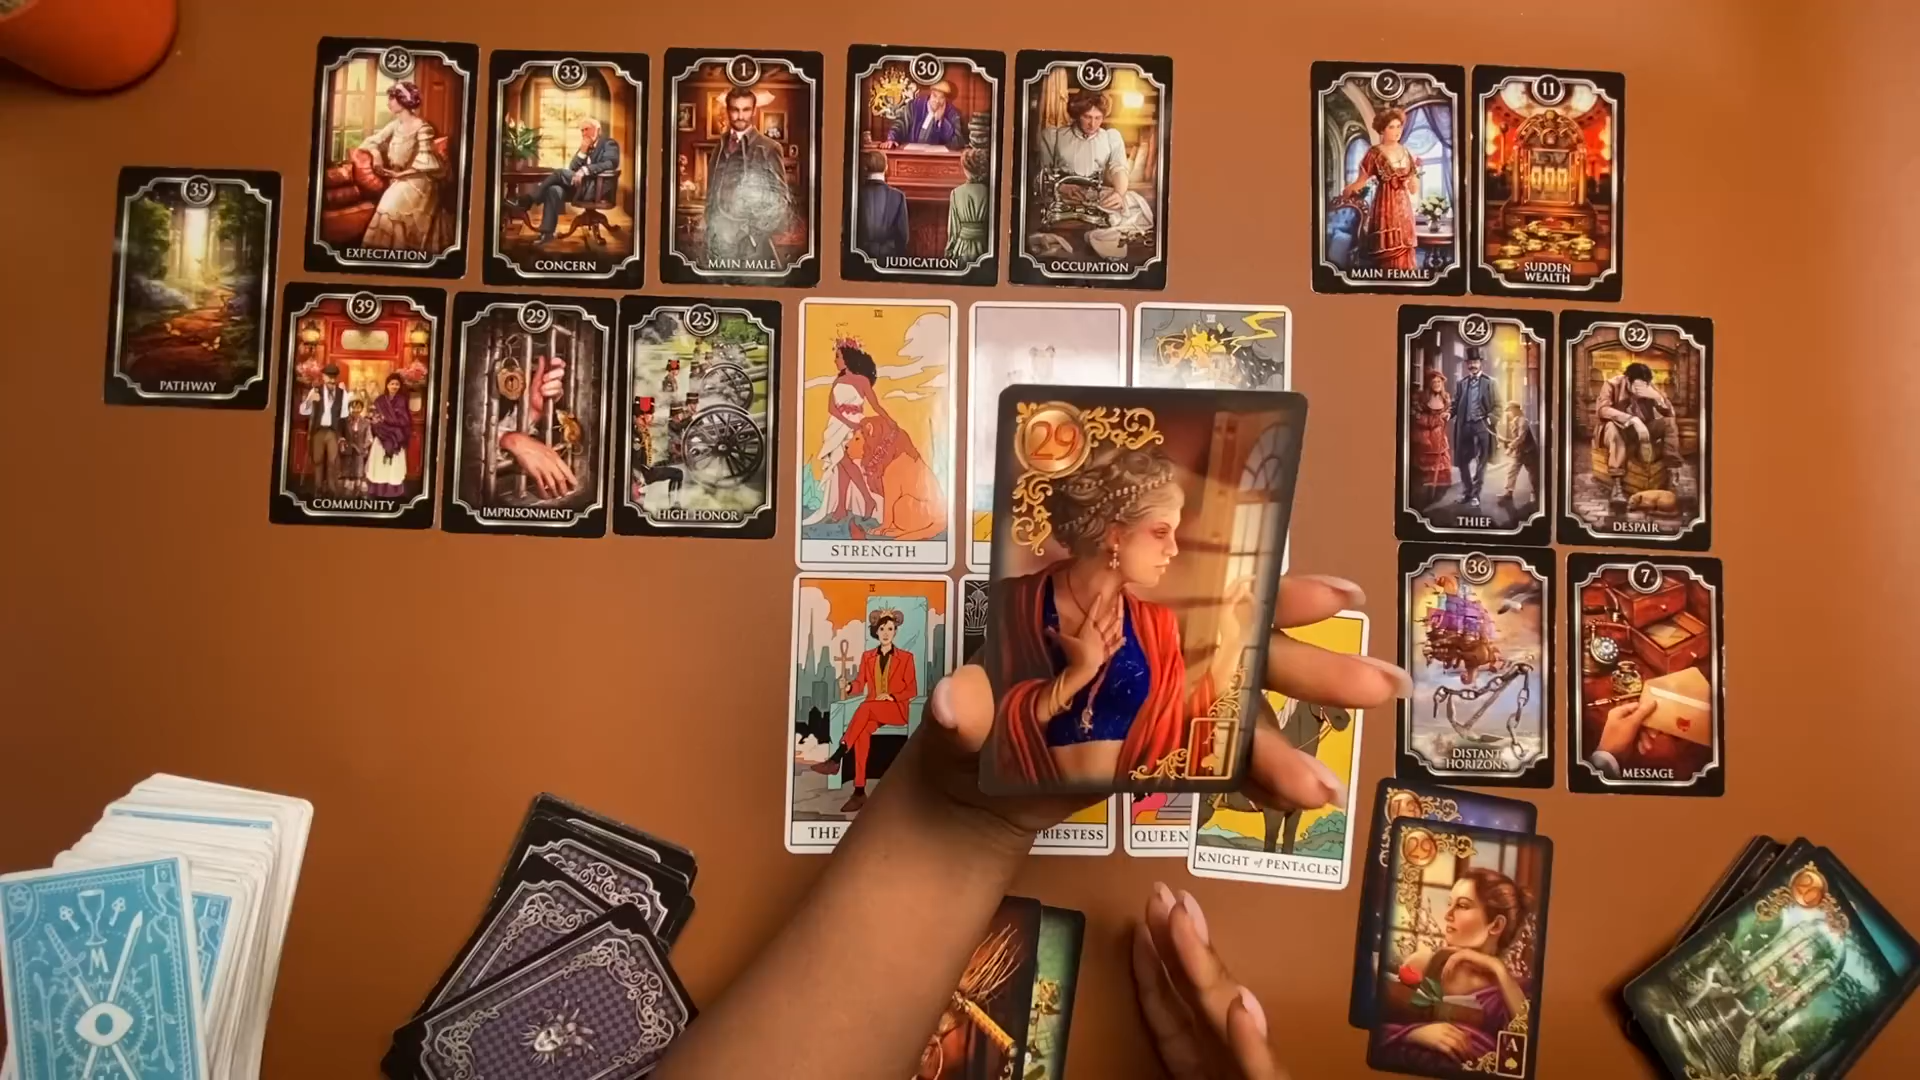 28
EXPECTATION
33
CONCERN
1
MAIN MALE
30
JUDICATION
34
OCCUPATION
2
MAIN FEMALE
11
SUDDEN
WEALTH
35
PATHWAY
39
COMMUNITY
29
IMPRISONMENT
25
HIGH HONOR
STRENGTH
24
THIEF
32
DESPAIR
29
36
DISTANT
HORIZONS
7
MESSAGE
IV
THE
PRIESTESS
QUEEN
KNIGHT of PENTACLES
29
A
M